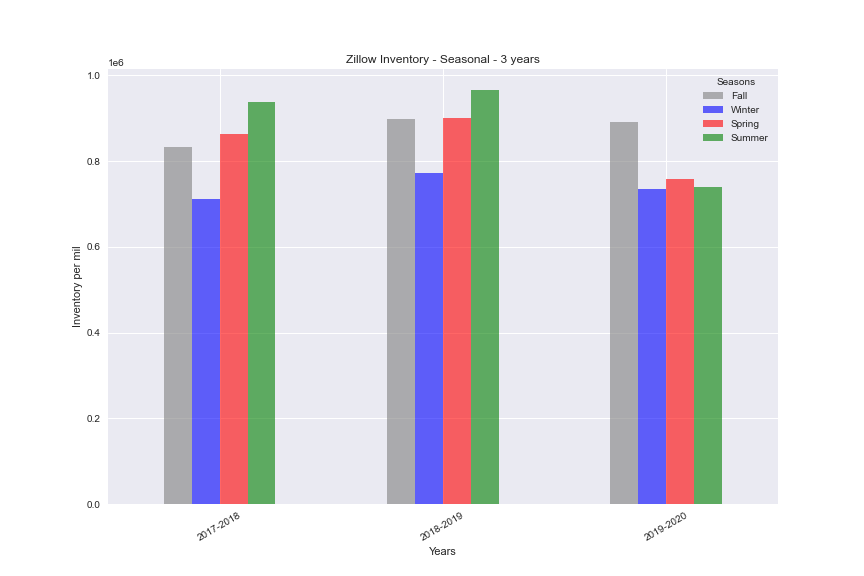 Zillow Inventory - Seasonal - 3 years
1e6
1.0
0.8
0.6
0.4
0.2
0.0
Inventory per mil
Seasons
Fall
Winter
Spring
Summer
2017-2018
2018-2019
2019-2020
Years